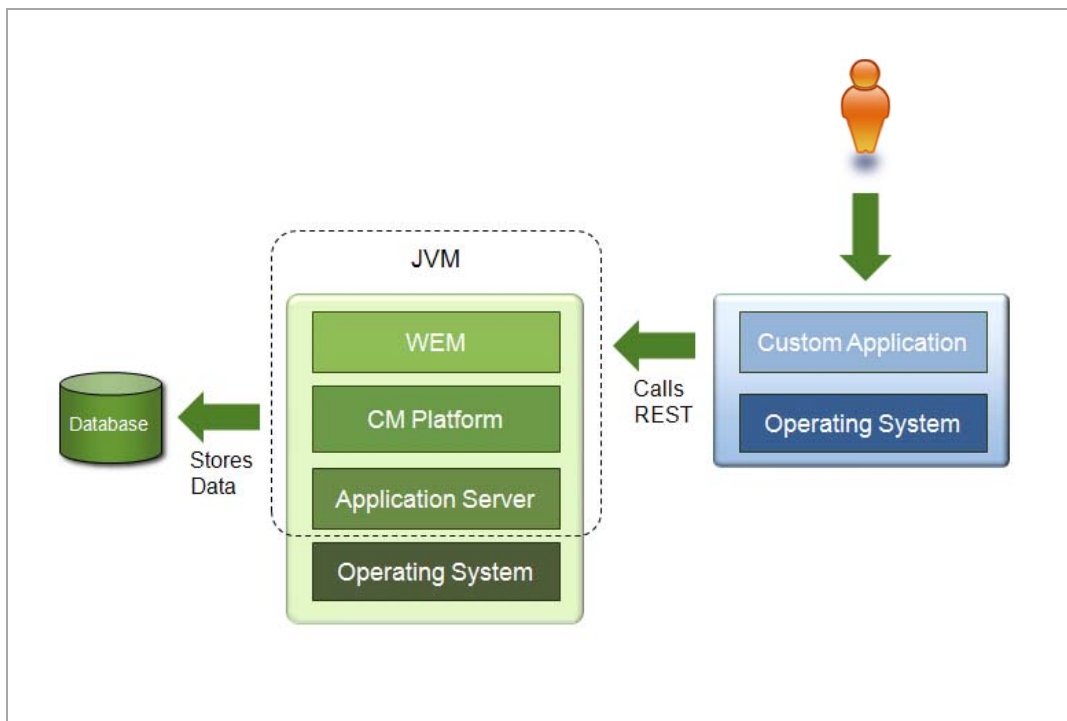 JVM
WEM
CM Platform
Application Server
Operating System
Database
Stores
Data
Calls
REST
Custom Application
Operating System